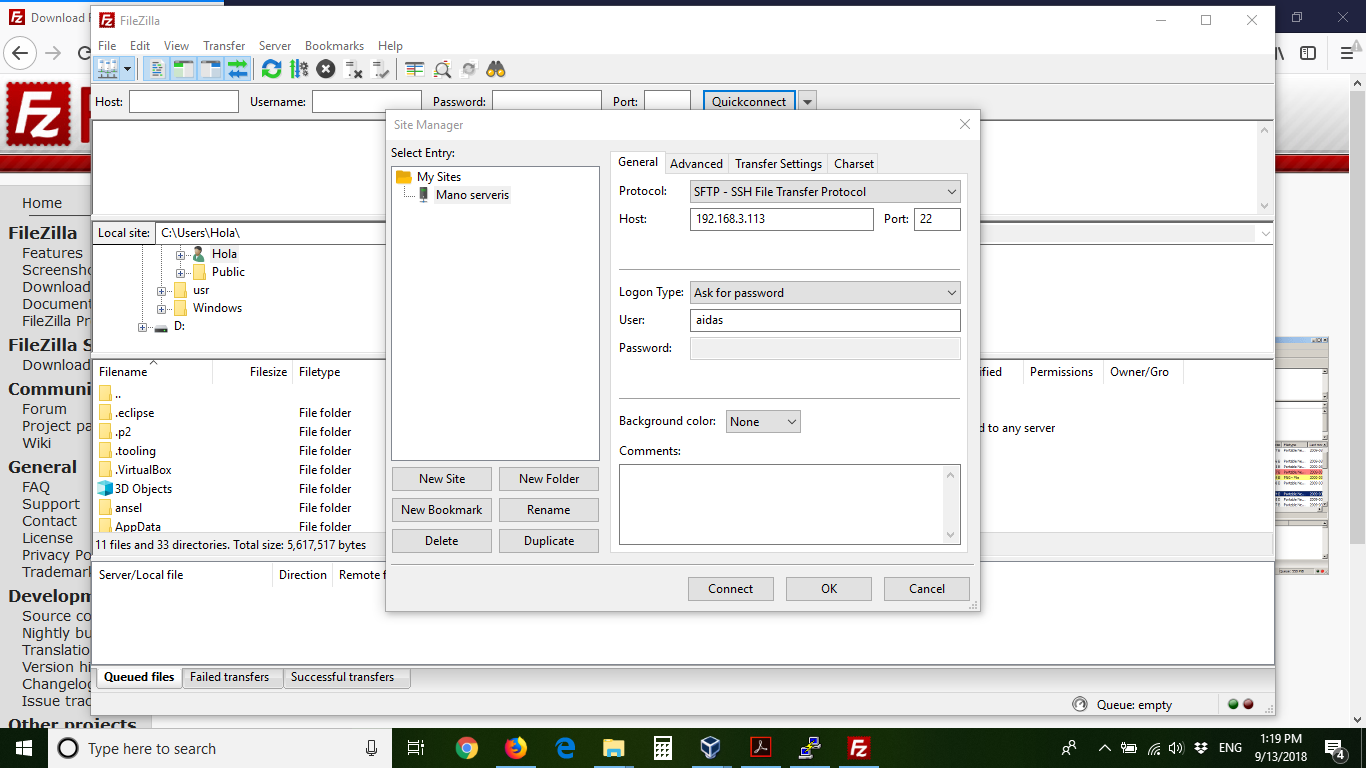 Download F
FileZilla
File Edit View Transfer Server Bookmarks Help
Host: Username: Password: Port: Quickconnect
Site Manager
Select Entry:
My Sites
Mano serveris
New Site New Folder
New Bookmark Rename
Delete Duplicate
General Advanced Transfer Settings Charset
Protocol: SFTP - SSH File Transfer Protocol
Host: 192.168.3.113 Port: 22
Logon Type: Ask for password
User: aidas
Password:
Background color: None
Comments:
Connect OK Cancel
Local site: C:\Users\Hola\
Hola
Public
usr
Windows
D:
Filename Filesize Filetype
..
.eclipse File folder
.p2 File folder
.tooling File folder
.VirtualBox File folder
3D Objects File folder
ansel File folder
AppData File folder
11 files and 33 directories. Total size: 5,617,517 bytes
ified Permissions Owner/Gro
d to any server
Server/Local file Direction Remote f
Queued files Failed transfers Successful transfers
Queue: empty
Home
FileZilla
Features
Screensho
Download
Document
FileZilla Pr
FileZilla S
Download
Communi
Forum
Project pa
Wiki
General
FAQ
Support
Contact
License
Privacy Po
Trademark
Developm
Source co
Nightly bu
Translatio
Version hi
Changelog
Issue trac
Other projects
Type here to search
ENG
1:19 PM
9/13/2018
4